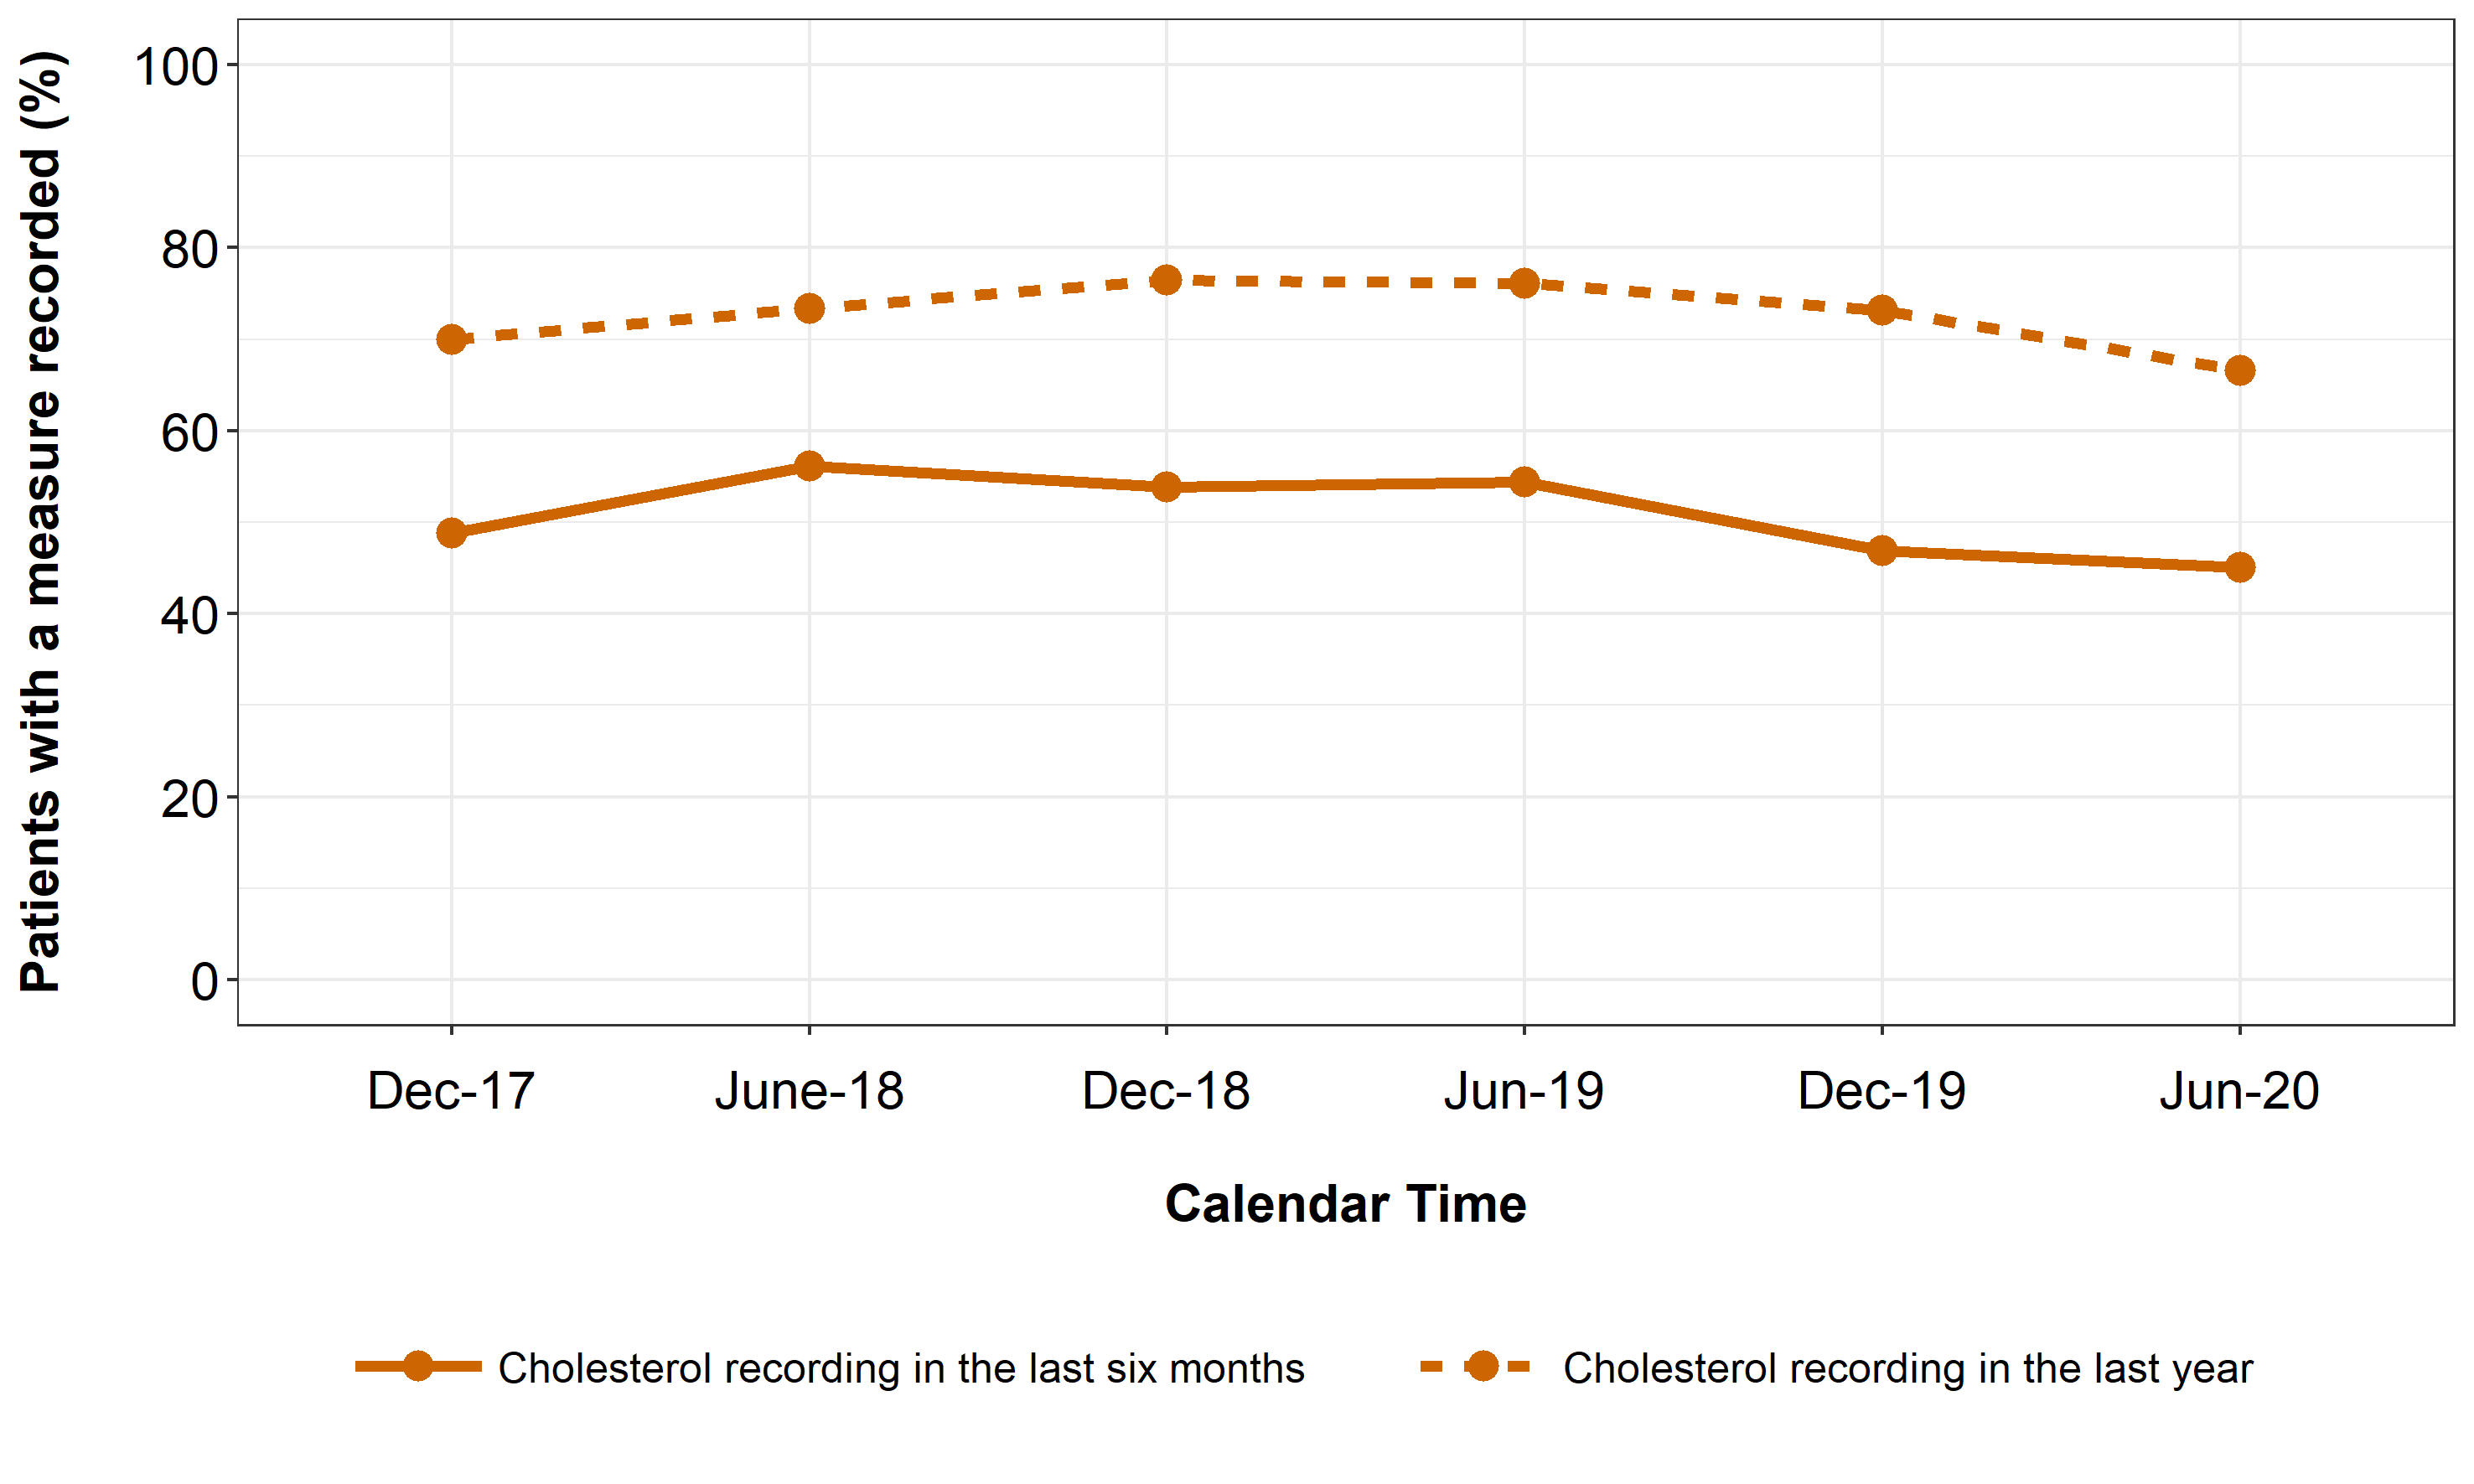 Patients with a measure recorded (%)
100
80
60
40
20
0
Dec-17 June-18 Dec-18 Jun-19 Dec-19 Jun-20
Calendar Time
Cholesterol recording in the last six months Cholesterol recording in the last year